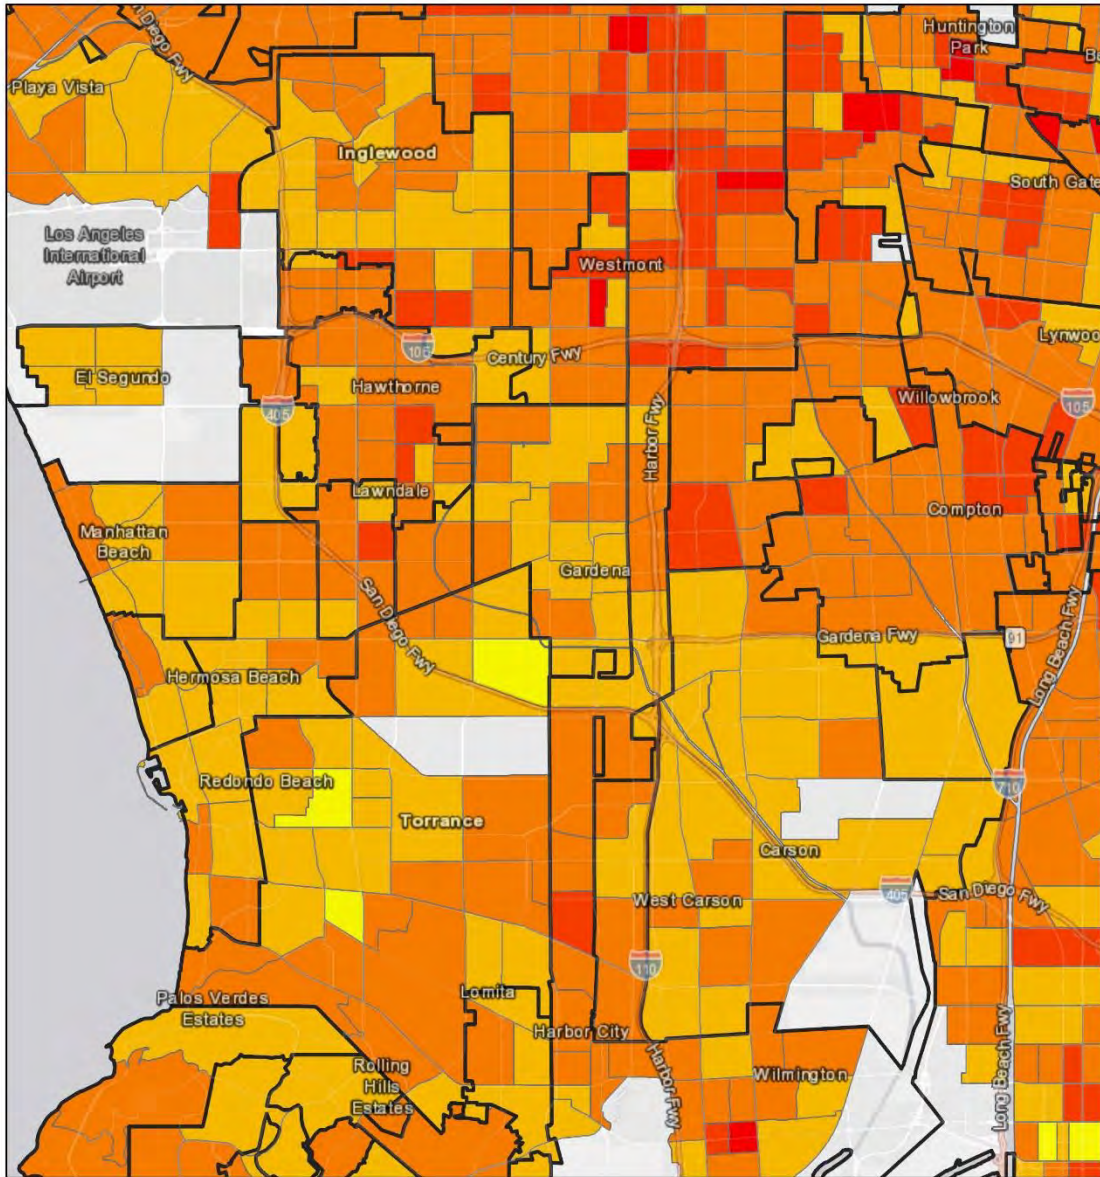 San Diego Fwy
Huntington
Park
Playa Vista
Inglewood
South Gate
Los Angeles
International
Airport
Westmont
Lynwoo
105
Century Fwy
El Segundo
Hawthorne
Willowbrook
405
105
Harbor Fwy
Lawndale
Compton
Manhattan
Beach
Gardena
San Diego Fwy
Gardena Fwy
91
Long Beach Fwy
Hermosa Beach
Redondo Beach
710
Torrance
Carson
West Carson
405
San Diego Fwy
110
Lomita
Palos Verdes
Estates
Harbor City
Harbor Fwy
Wilmington
Long Beach Fwy
Rolling
Hills
Estates